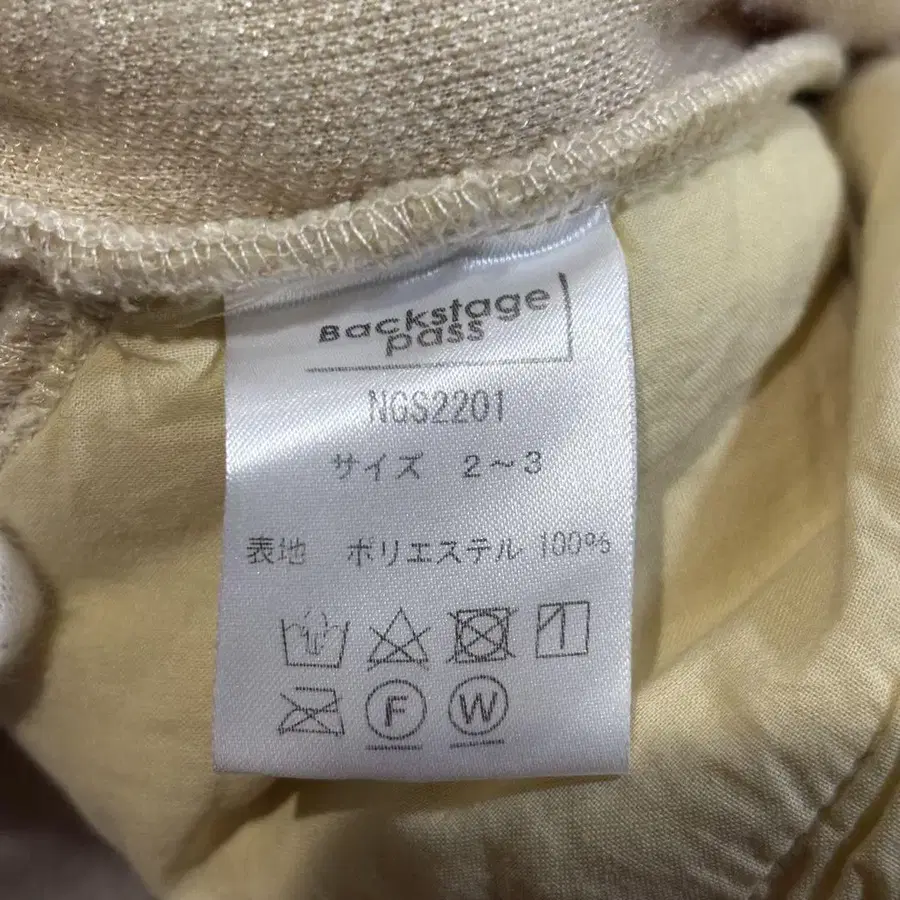 Backstage
pass
NGS2201
サイズ 2～3
表地 ポリエステル 100%
F W